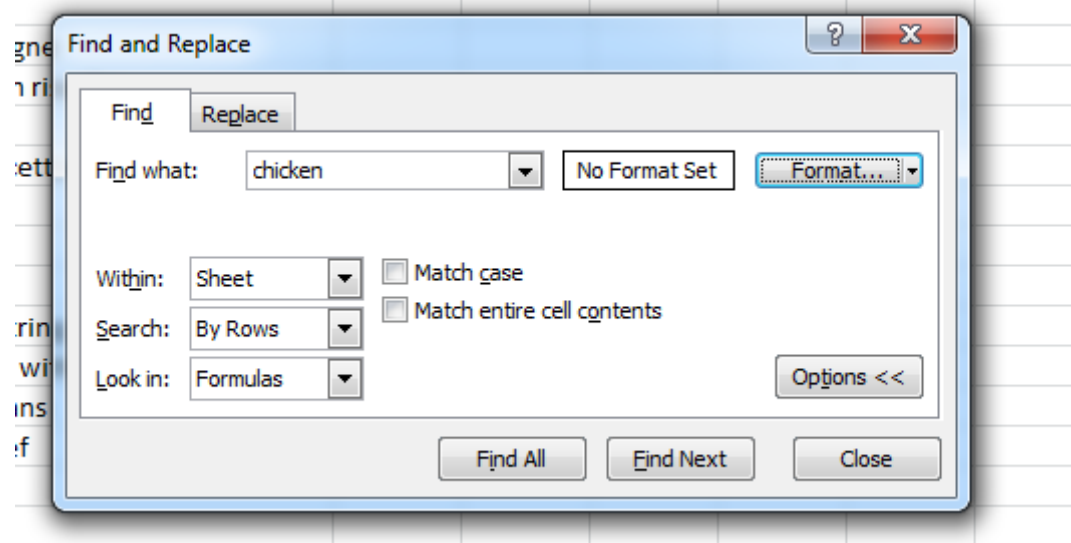 Find and Replace
Find Replace
Find what: chicken No Format Set Format...
Within: Sheet Match case
Match entire cell contents
Search: By Rows
Look in: Formulas Options <<
Find All Find Next Close